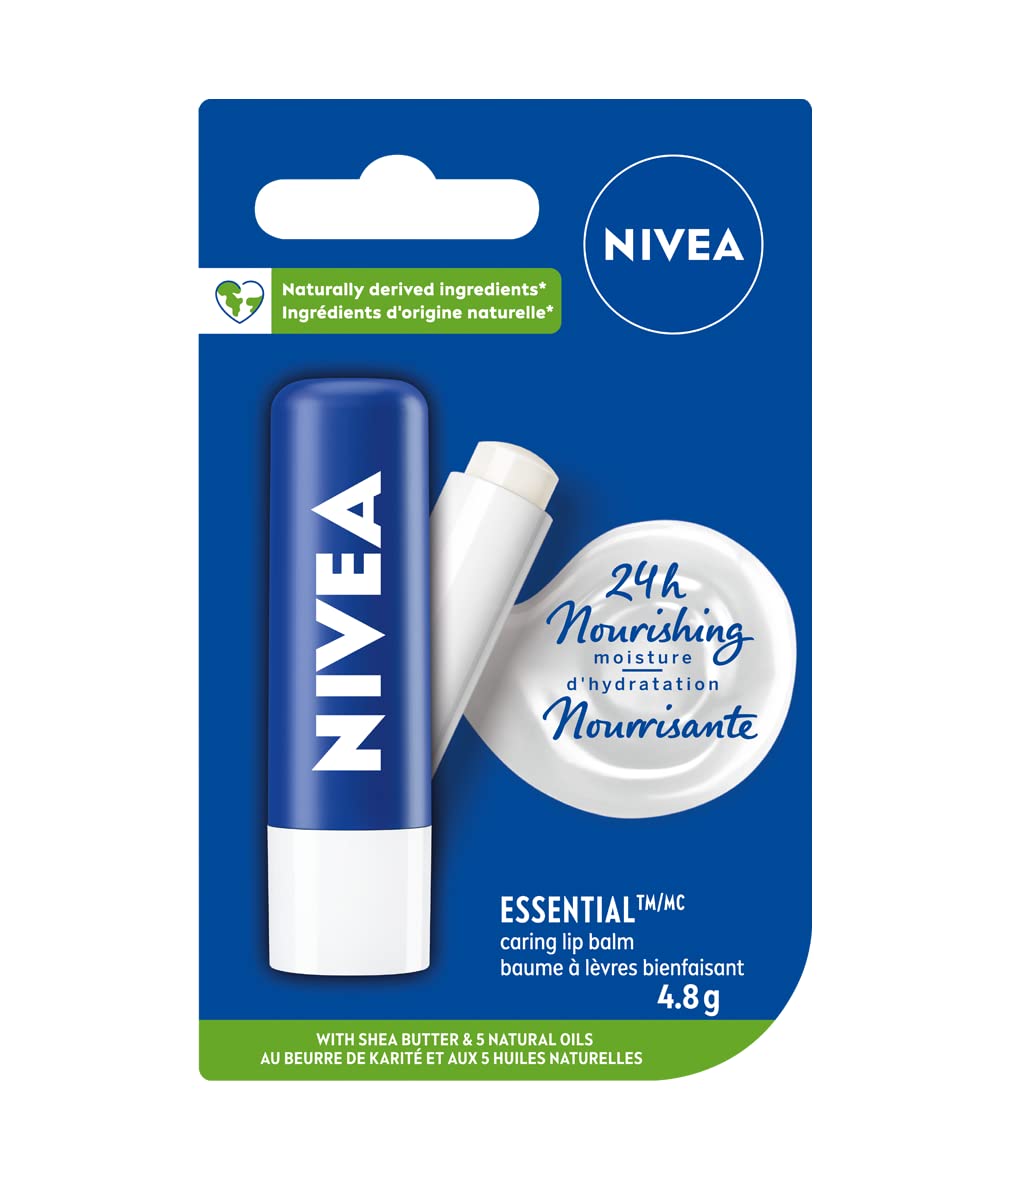 NIVEA
Naturally derived ingredients*
Ingrédients d'origine naturelle*
NIVEA
24h
Nourishing
moisture
d'hydratation
Nourrisante
ESSENTIAL™/MC
caring lip balm
baume à lèvres bienfaisant
4.8 g
WITH SHEA BUTTER & 5 NATURAL OILS
AU BEURRE DE KARITÉ ET AUX 5 HUILES NATURELLES